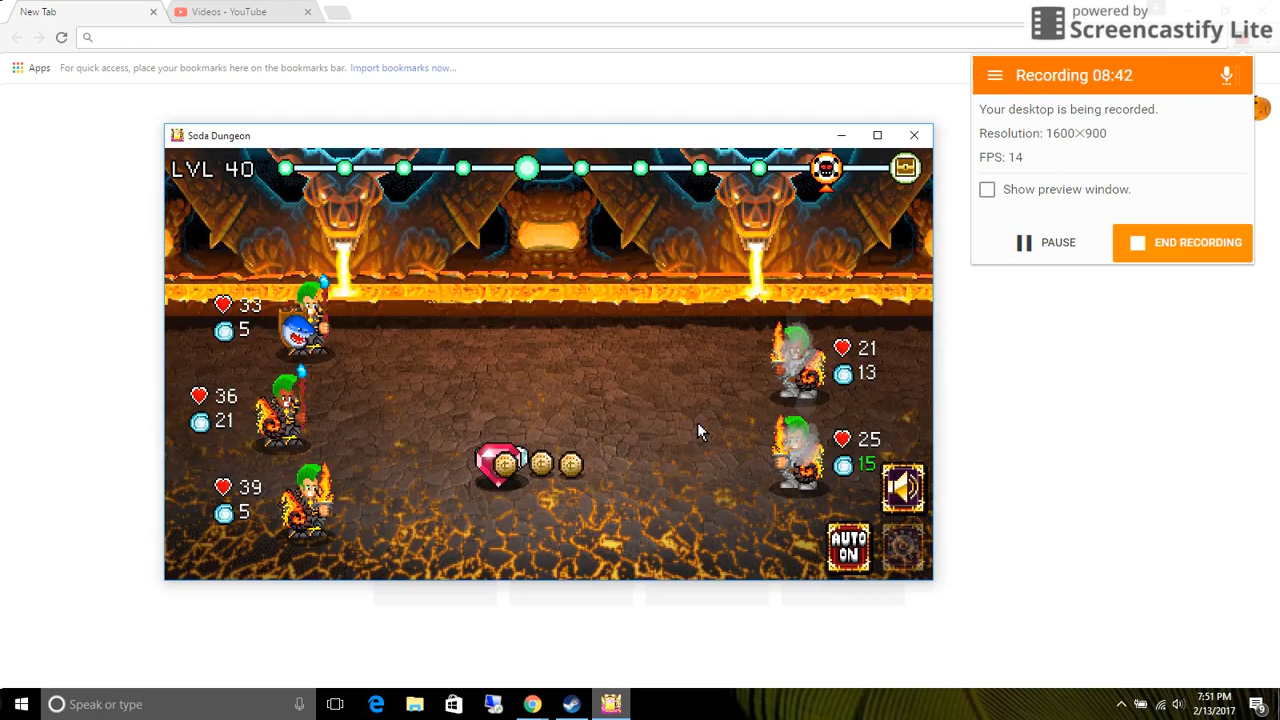 New Tab
Videos - YouTube
powered by
Screencastify Lite
Apps
For quick access, place your bookmarks here on the bookmarks bar. Import bookmarks now...
Recording 08:42
Your desktop is being recorded.
Resolution: 1600×900
FPS: 14
Show preview window.
PAUSE
END RECORDING
Soda Dungeon
LVL 40
33
5
21
13
36
21
25
15
39
5
AUTO
ON
Speak or type
7:51 PM
2/13/2017
9